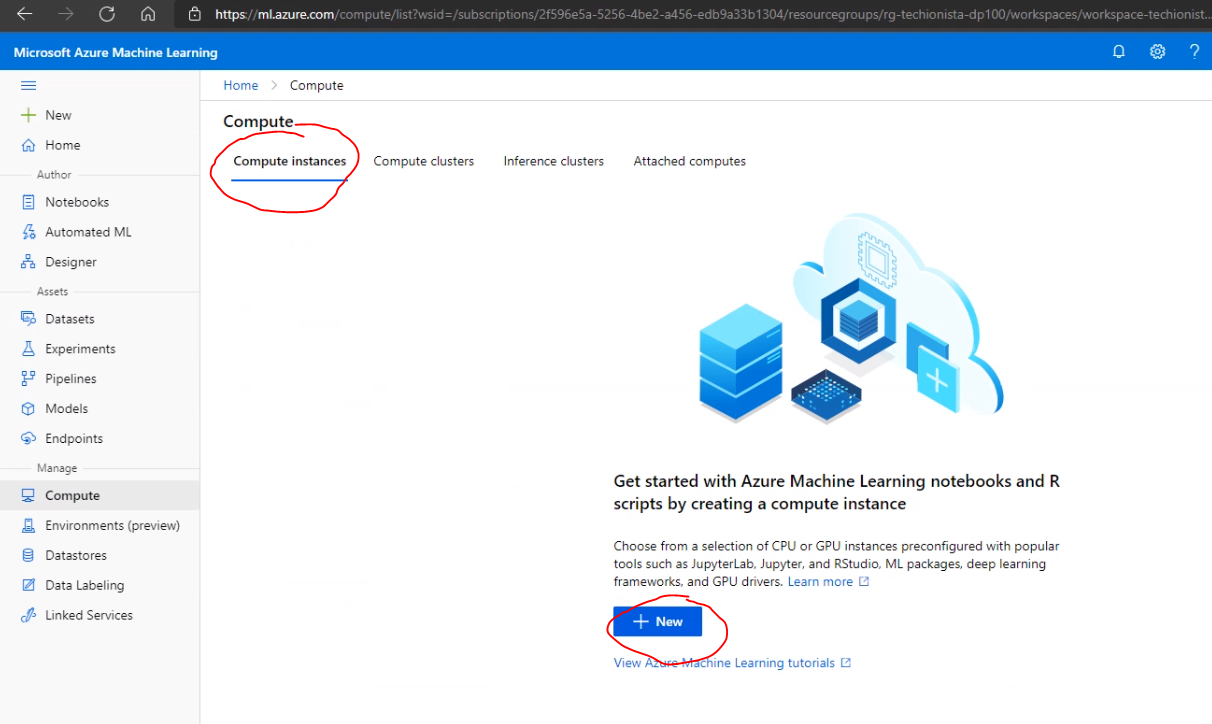 https://ml.azure.com/compute/list?wsid=/subscriptions/2f596e5a-5256-4be2-a456-edb9a33b1304/resourcegroups/rg-techionista-dp100/workspaces/workspace-techionist...
Microsoft Azure Machine Learning
?
Home > Compute
New
Home
Author
Notebooks
Automated ML
Designer
Assets
Datasets
Experiments
Pipelines
Models
Endpoints
Manage
Compute
Environments (preview)
Datastores
Data Labeling
Linked Services
Compute
Compute instances Compute clusters Inference clusters Attached computes
Get started with Azure Machine Learning notebooks and R
scripts by creating a compute instance
Choose from a selection of CPU or GPU instances preconfigured with popular
tools such as JupyterLab, Jupyter, and RStudio, ML packages, deep learning
frameworks, and GPU drivers. Learn more
+ New
View Azure Machine Learning tutorials